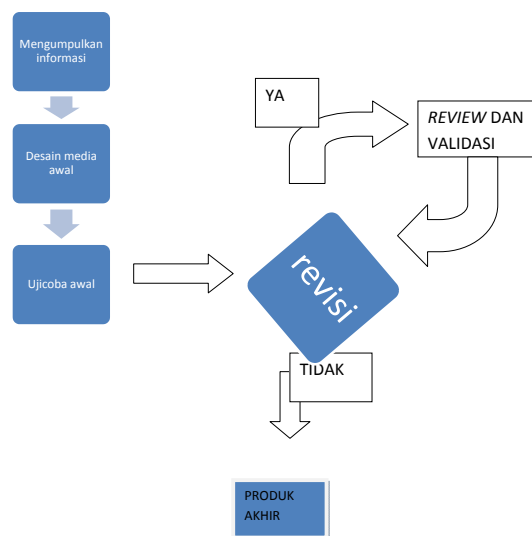 Mengumpulkan
informasi
Desain media
awal
Ujicoba awal
YA
REVIEW DAN
VALIDASI
revisi
TIDAK
PRODUK
AKHIR